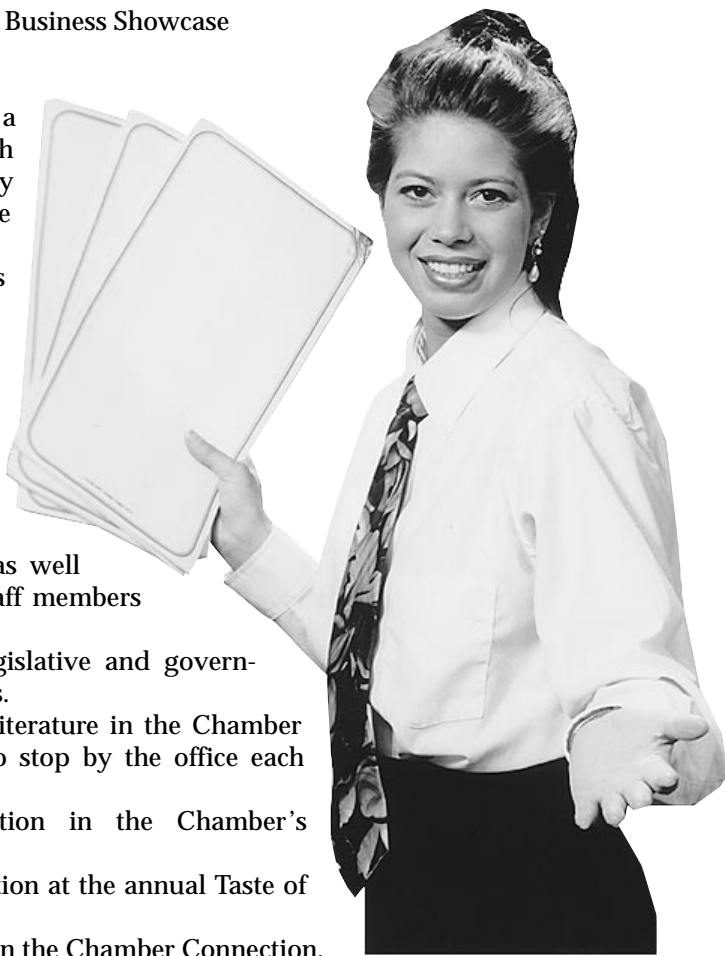 Business Showcase
a
h
y
e
s
as well
aff members
gislative and govern-
s.
iterature in the Chamber
o stop by the office each
tion in the Chamber's
tion at the annual Taste of
n the Chamber Connection.